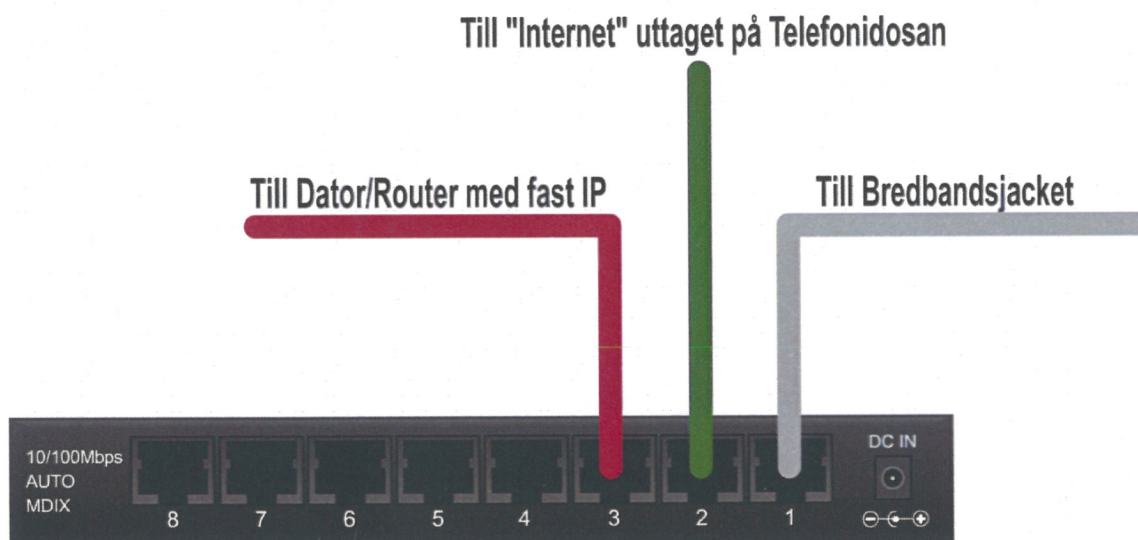 Till "Internet" uttaget på Telefonidosan
Till Dator/Router med fast IP
Till Bredbandsjacket
10/100Mbps
AUTO
MDIX
8 7 6 5 4 3 2 1
DC IN